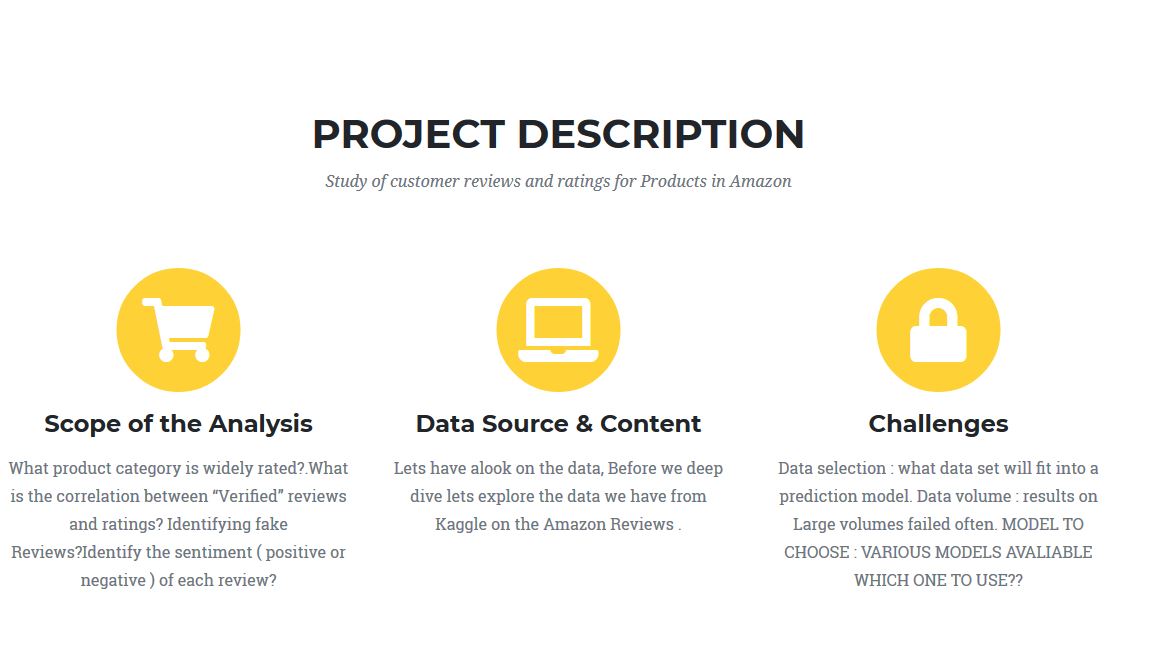 PROJECT DESCRIPTION
Study of customer reviews and ratings for Products in Amazon
Scope of the Analysis
What product category is widely rated?.What
is the correlation between “Verified” reviews
and ratings? Identifying fake
Reviews?Identify the sentiment ( positive or
negative ) of each review?
Data Source & Content
Lets have alook on the data, Before we deep
dive lets explore the data we have from
Kaggle on the Amazon Reviews .
Challenges
Data selection : what data set will fit into a
prediction model. Data volume : results on
Large volumes failed often. MODEL TO
CHOOSE : VARIOUS MODELS AVALIABLE
WHICH ONE TO USE??